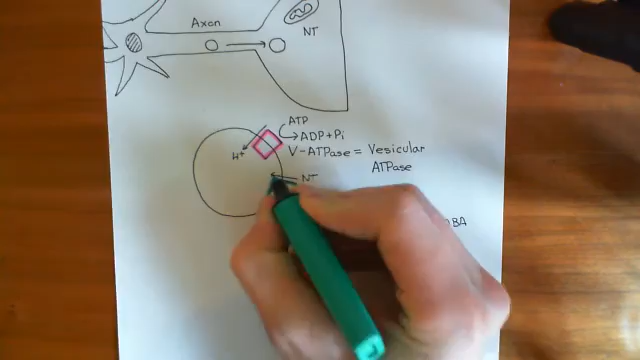 Axon
NT
ATP
ADP+Pi
H+
V-ATPase = Vesicular
ATPase
NT